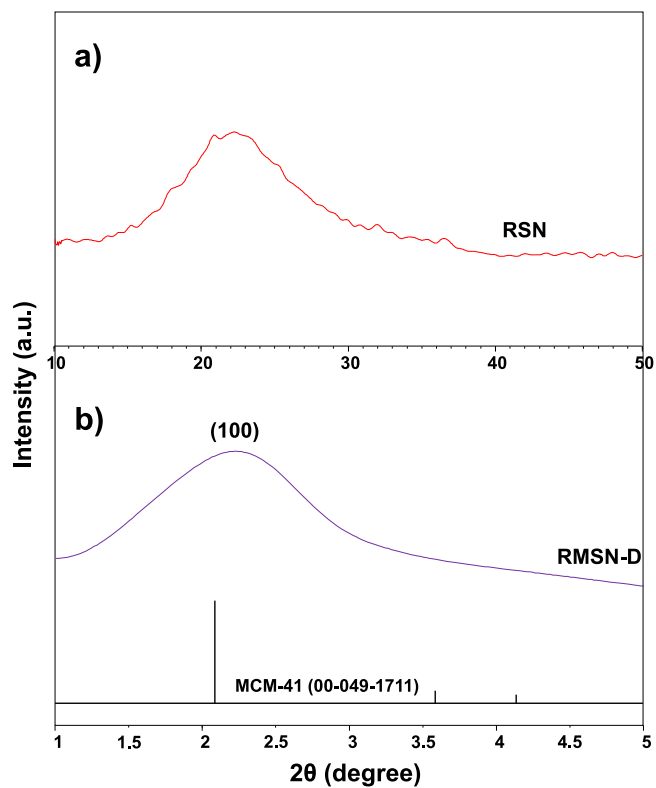 a)
RSN
10 20 30 40 50
Intensity (a.u.)
b)
(100)
RMSN-D
MCM-41 (00-049-1711)
1 1.5 2 2.5 3 3.5 4 4.5 5
2θ (degree)